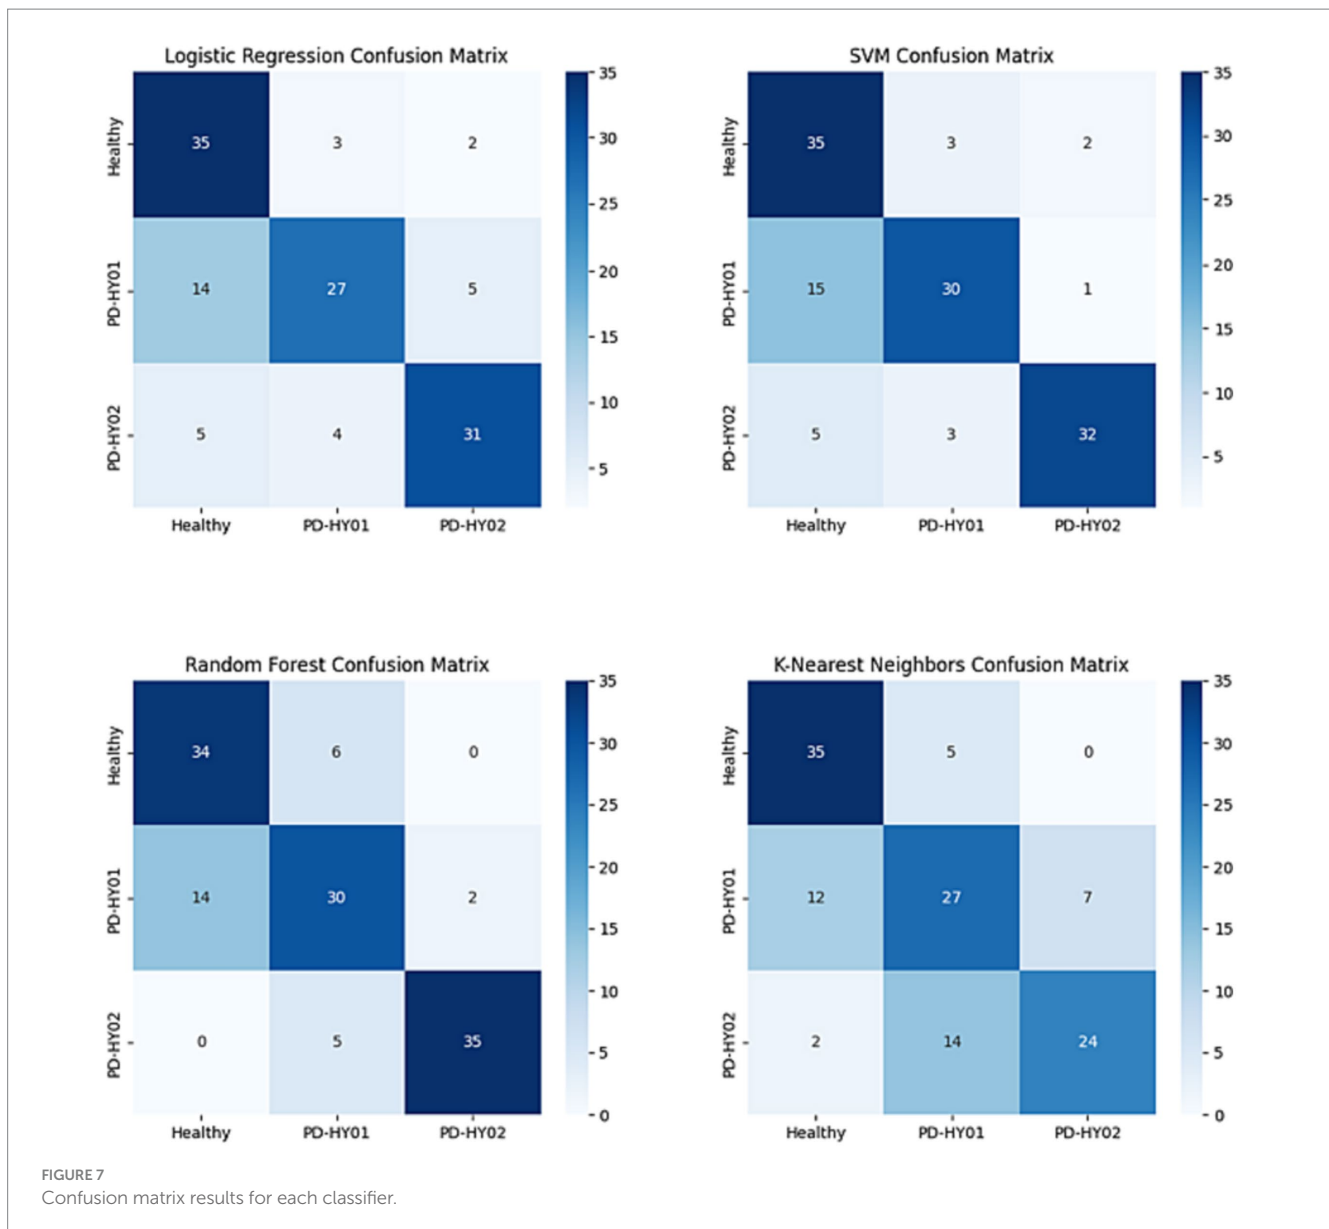 Logistic Regression Confusion Matrix
Healthy
PD-HY01
PD-HY02
35 3 2
14 27 5
5 4 31
Healthy PD-HY01 PD-HY02
35
30
25
20
15
10
5
SVM Confusion Matrix
Healthy
PD-HY01
PD-HY02
35 3 2
15 30 1
5 3 32
Healthy PD-HY01 PD-HY02
35
30
25
20
15
10
5
Random Forest Confusion Matrix
Healthy
PD-HY01
PD-HY02
34 6 0
14 30 2
0 5 35
Healthy PD-HY01 PD-HY02
35
30
25
20
15
10
5
0
K-Nearest Neighbors Confusion Matrix
Healthy
PD-HY01
PD-HY02
35 5 0
12 27 7
2 14 24
Healthy PD-HY01 PD-HY02
35
30
25
20
15
10
5
0
FIGURE 7
Confusion matrix results for each classifier.